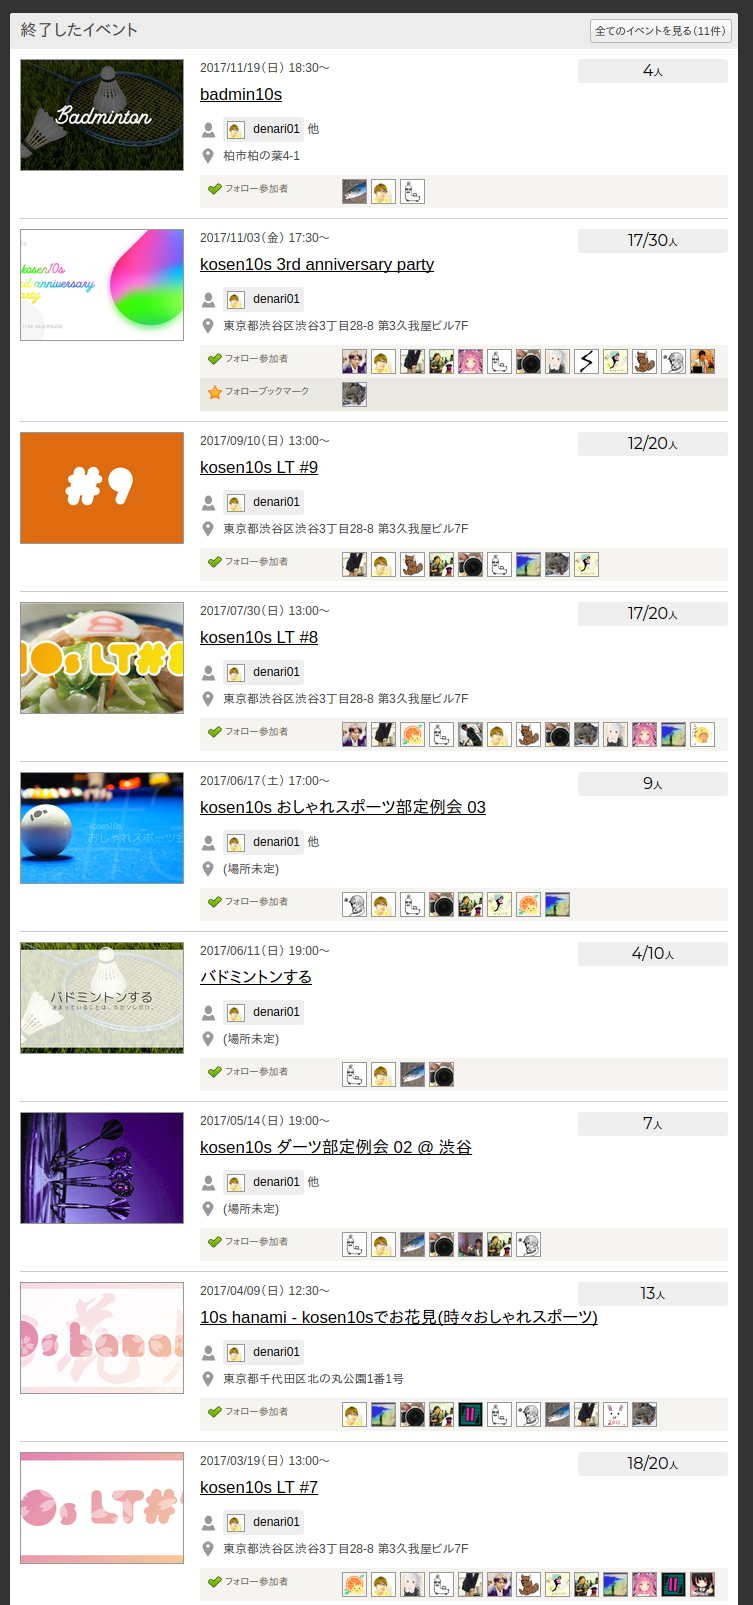 終了したイベント
全てのイベントを見る(11件)
2017/11/19(日) 18:30〜
4人
Badminton
badmin10s
denari01 他
柏市柏の葉4-1
フォロー参加者
2017/11/03(金) 17:30〜
17/30人
kosen10s
anniversary
kosen10s 3rd anniversary party
denari01
東京都渋谷区渋谷3丁目28-8 第3久我屋ビル7F
フォロー参加者
フォローブックマーク
2017/09/10(日) 13:00〜
12/20人
#9
kosen10s LT #9
denari01
東京都渋谷区渋谷3丁目28-8 第3久我屋ビル7F
フォロー参加者
2017/07/30(日) 13:00〜
17/20人
10s LT#8
kosen10s LT #8
denari01
東京都渋谷区渋谷3丁目28-8 第3久我屋ビル7F
フォロー参加者
2017/06/17(土) 17:00〜
9人
kosen10s
おしゃれスポーツ
kosen10s おしゃれスポーツ部定例会 03
denari01 他
(場所未定)
フォロー参加者
2017/06/11(日) 19:00〜
4/10人
バドミントンする
決まっていることは、ただソレだけ。
バドミントンする
denari01
(場所未定)
フォロー参加者
2017/05/14(日) 19:00〜
7人
kosen10s ダーツ部定例会 02 @ 渋谷
denari01 他
(場所未定)
フォロー参加者
2017/04/09(日) 12:30〜
13人
10s hanami - kosen10sでお花見(時々おしゃれスポーツ)
denari01
東京都千代田区北の丸公園1番1号
フォロー参加者
2017/03/19(日) 13:00〜
18/20人
0s LT#
kosen10s LT #7
denari01
東京都渋谷区渋谷3丁目28-8 第3久我屋ビル7F
フォロー参加者